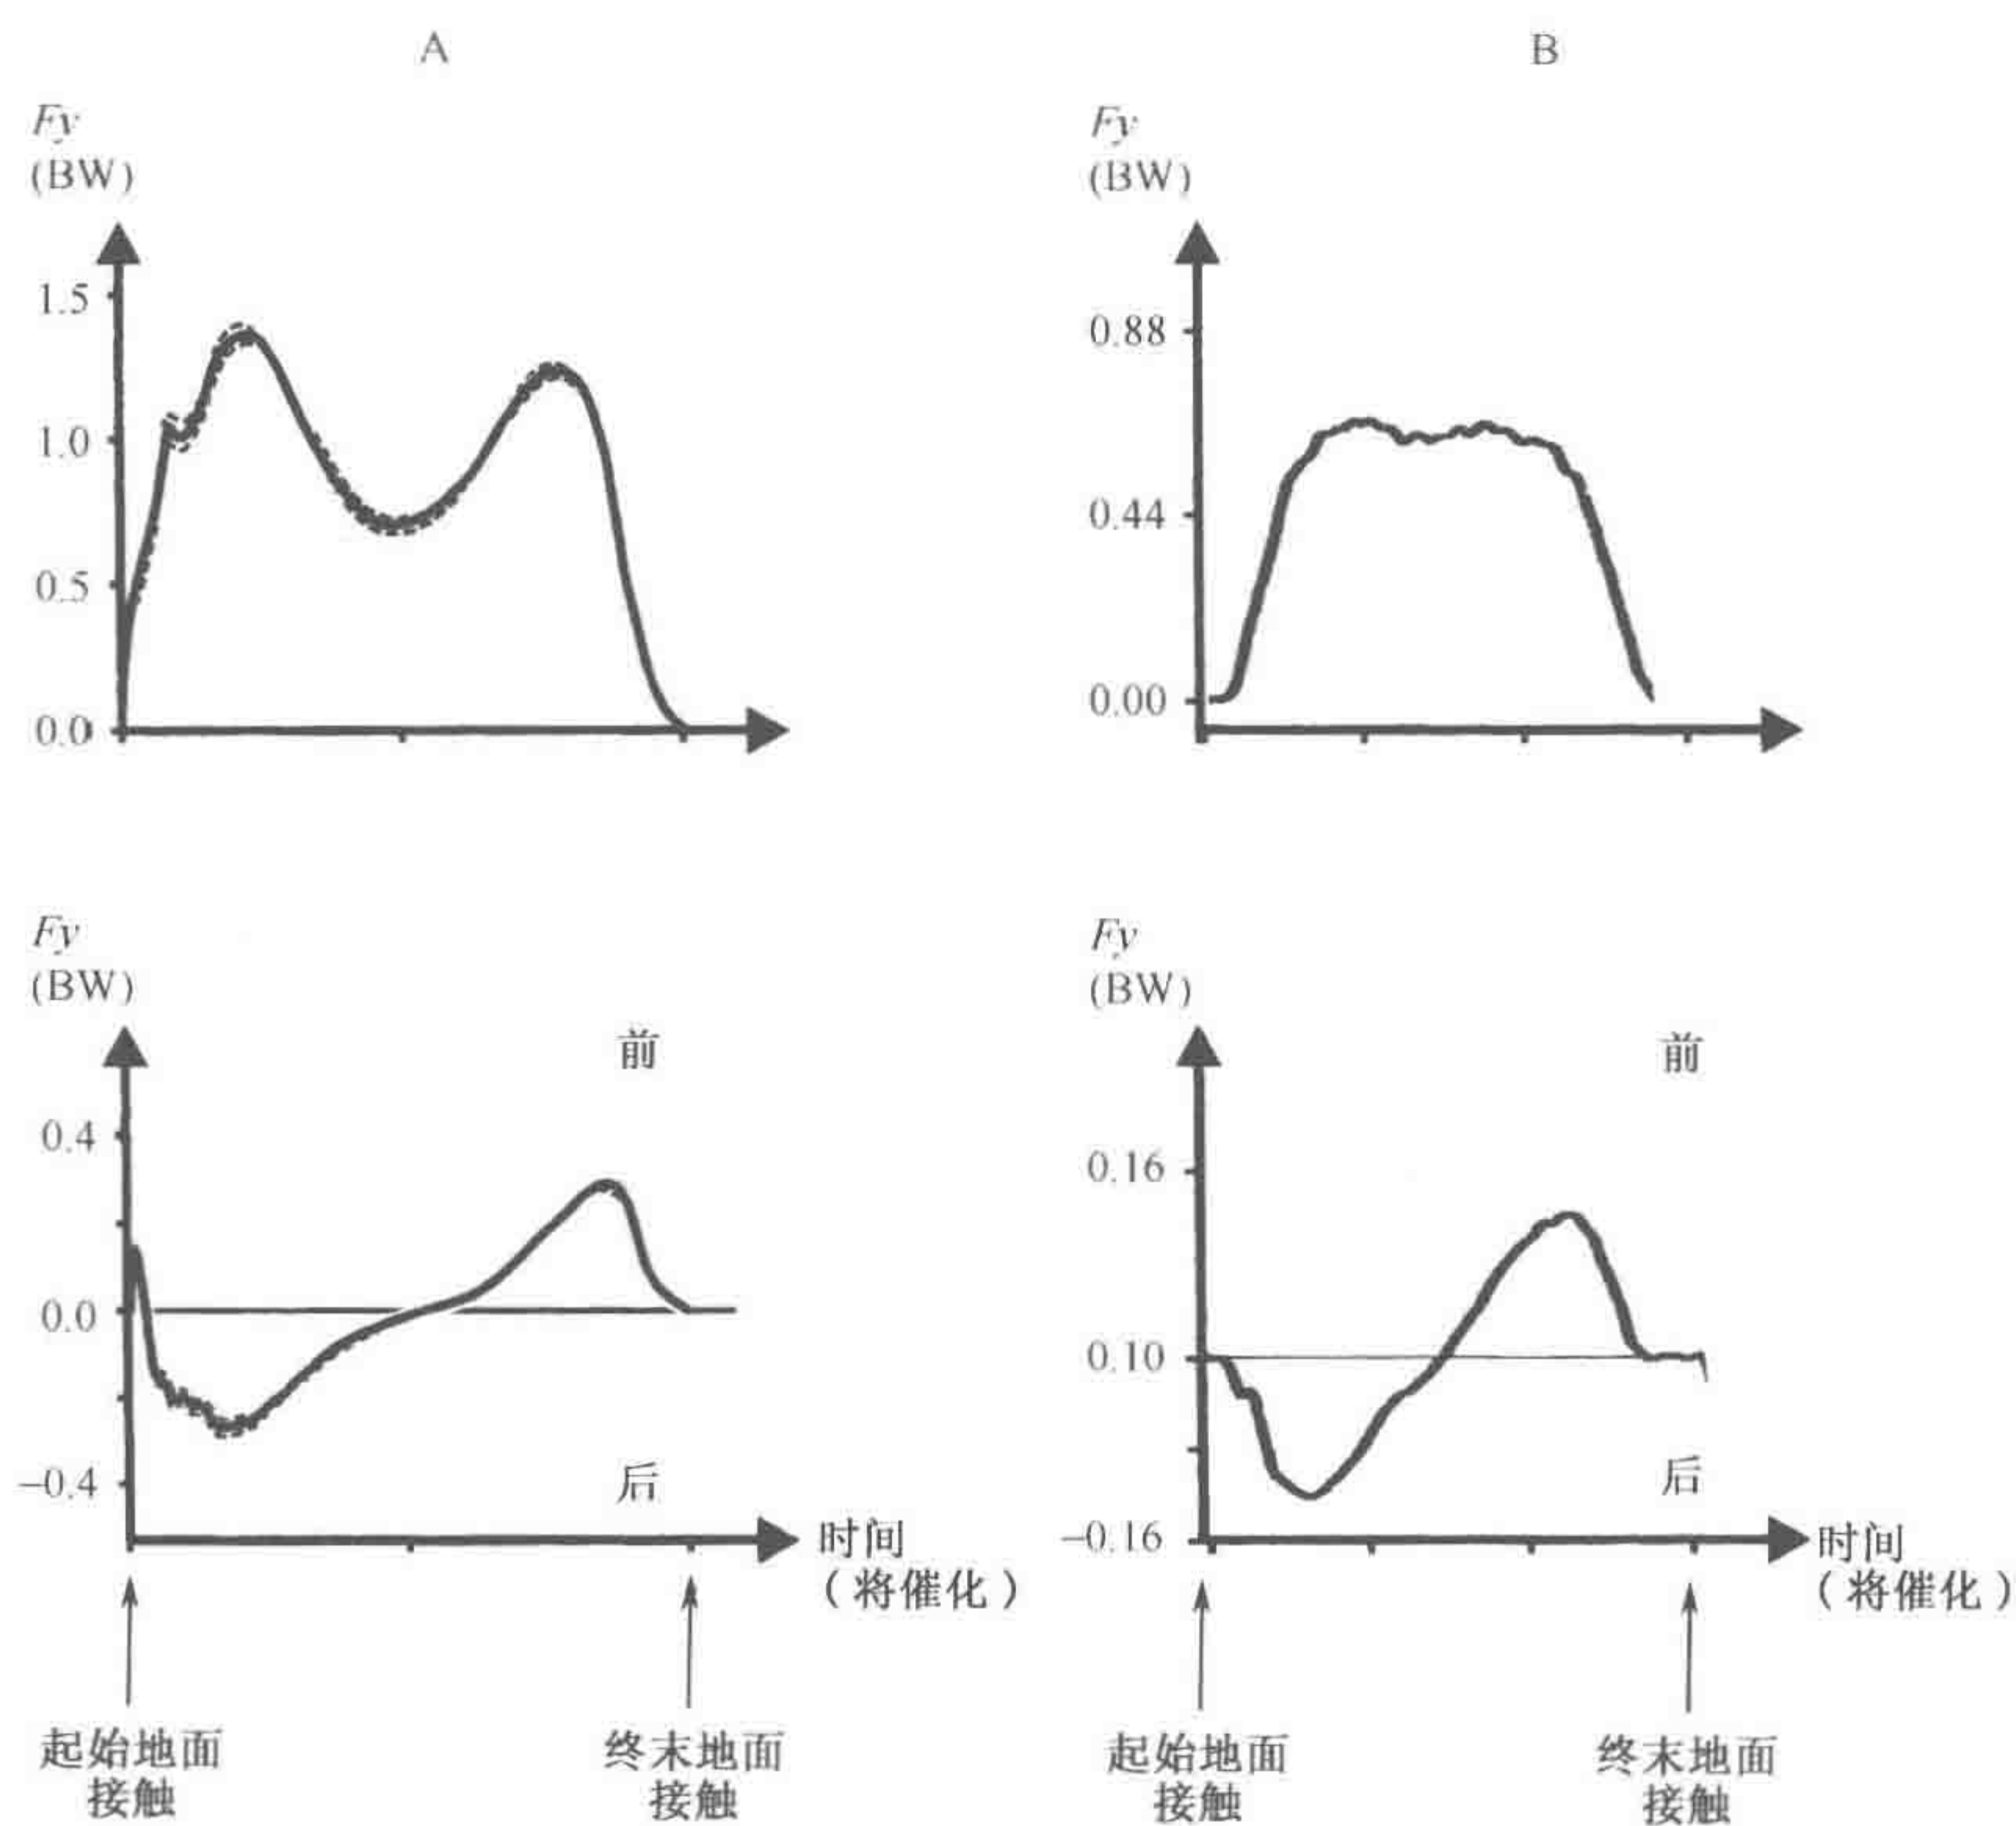 A
Fy
(BW)
1.5
1.0
0.5
0.0
B
Fy
(BW)
0.88
0.44
0.00
Fy
(BW)
前
0.4
0.0
-0.4
后
时间
(将催化)
起始地面
接触
终末地面
接触
Fy
(BW)
前
0.16
0.10
-0.16
后
时间
(将催化)
起始地面
接触
终末地面
接触